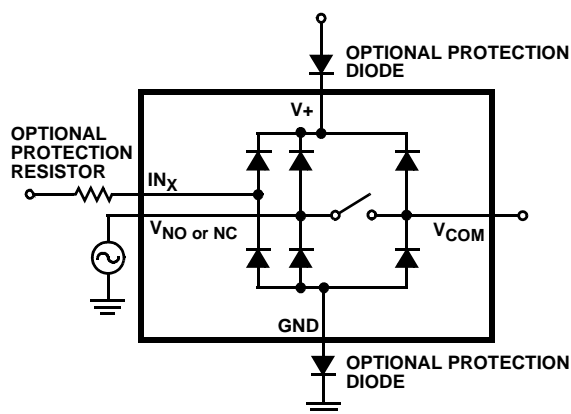 OPTIONAL PROTECTION
DIODE
V+
OPTIONAL
PROTECTION
RESISTOR
INX
VNO or NC
VCOM
GND
OPTIONAL PROTECTION
DIODE